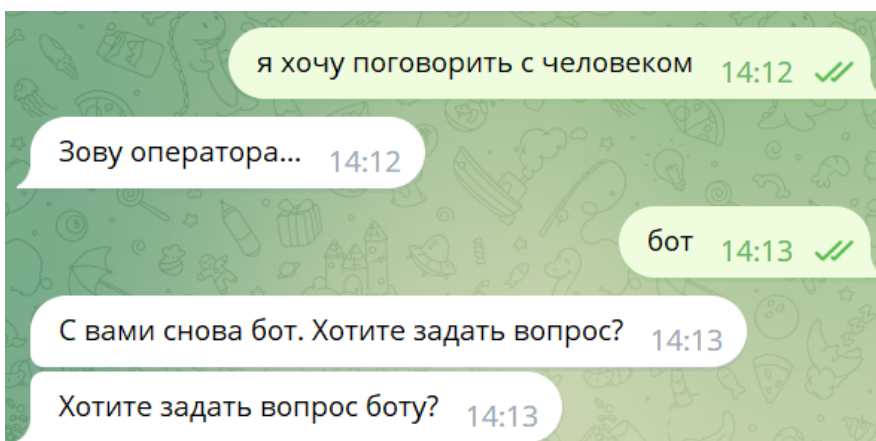 я хочу поговорить с человеком 14:12
Зову оператора... 14:12
бот 14:13
С вами снова бот. Хотите задать вопрос? 14:13
Хотите задать вопрос боту? 14:13